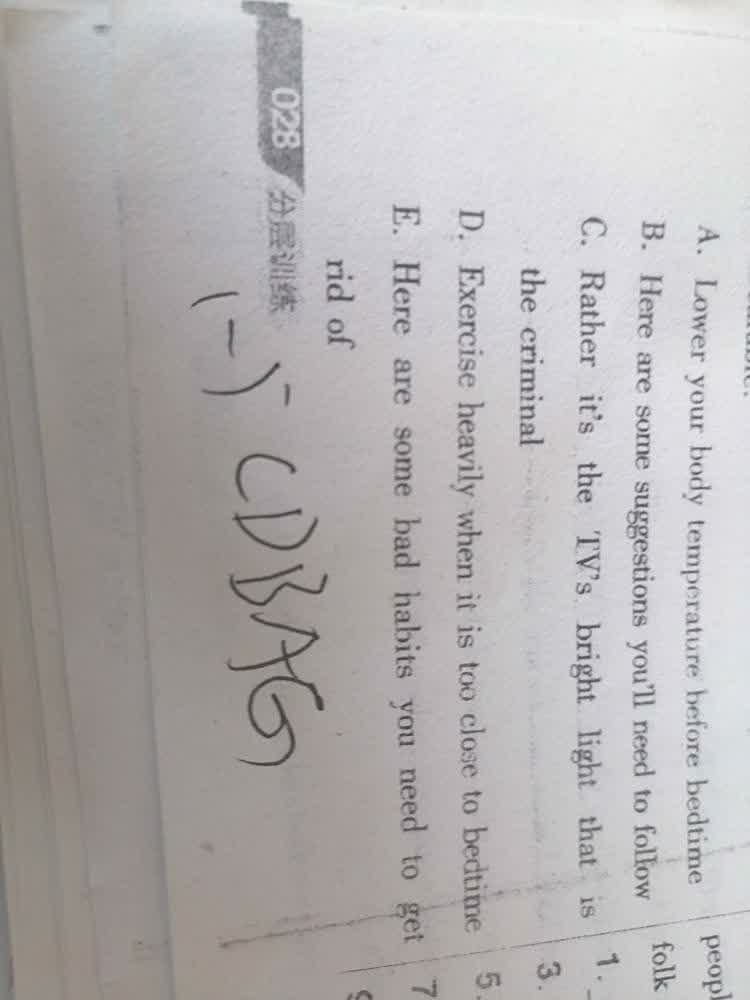 A. Lower your body temperature before bedtime
B. Here are some suggestions you'll need to follow
C. Rather it's the TV's bright light that is
the criminal
D. Exercise heavily when it is too close to bedtime
E. Here are some bad habits you need to get
rid of
028 分层训练
(一) CDBAG
folk
1.
3.
5.
7